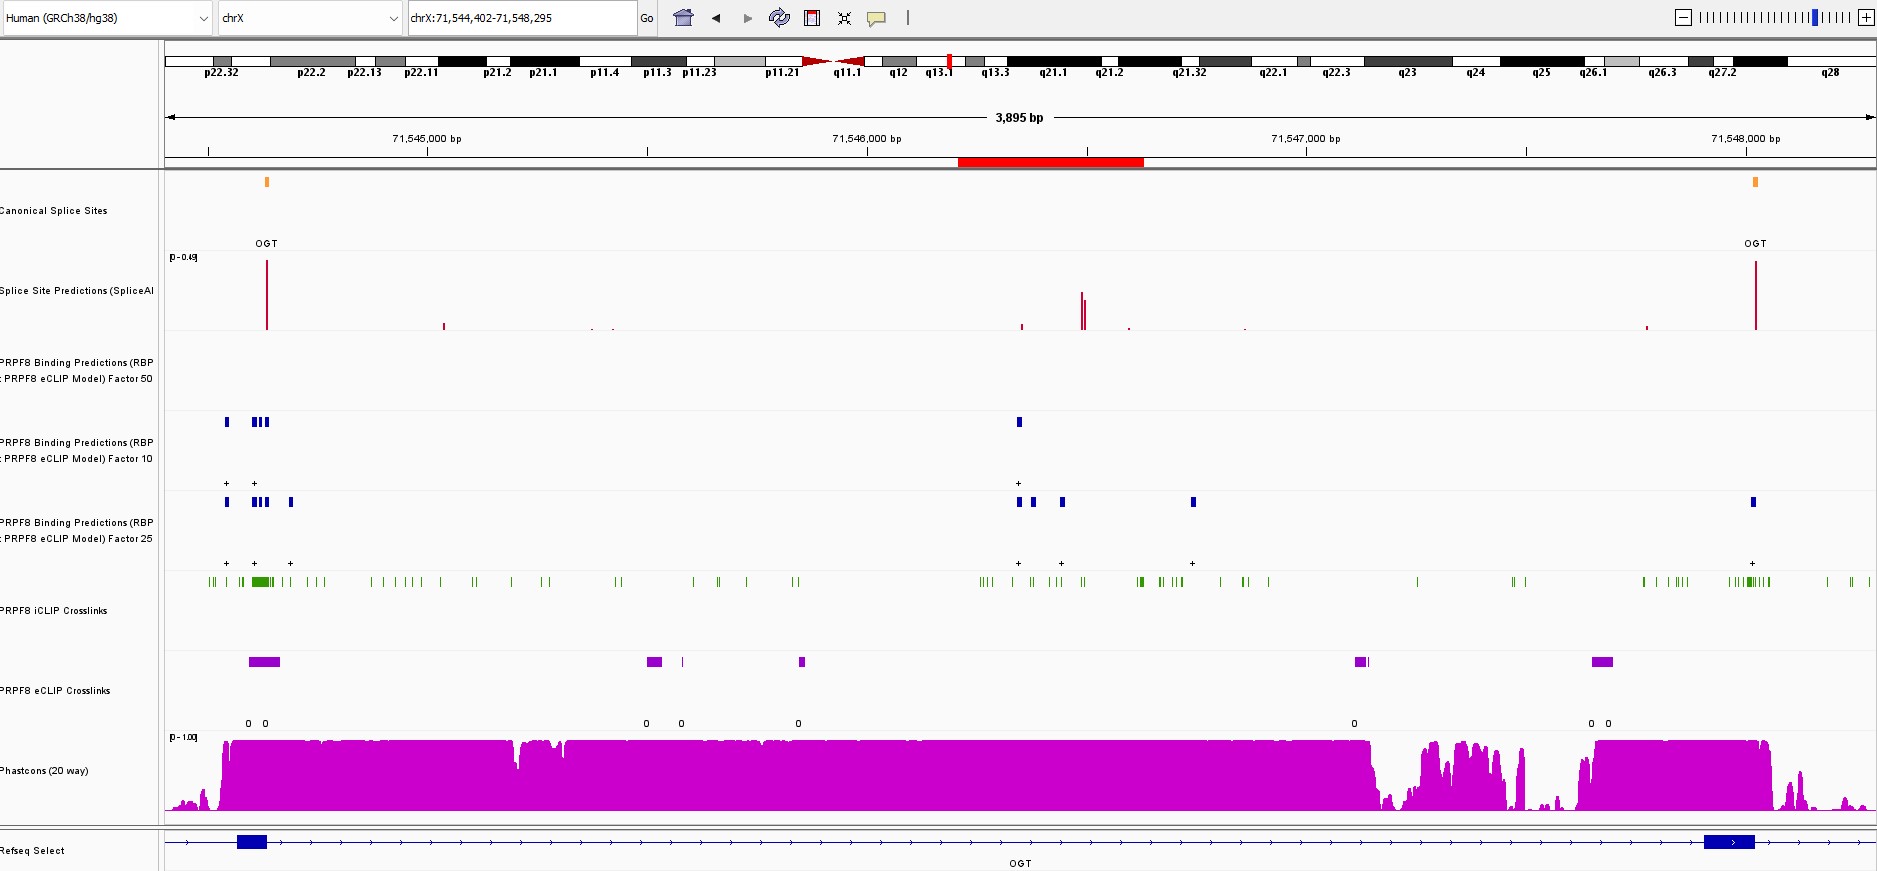 Human (GRCh38/hg38) chrX chrX:71,544,402-71,548,295 Go
p22.32 p22.2 p22.13 p22.11 p21.2 p21.1 p11.4 p11.3 p11.23 p11.21 q11.1 q12 q13.1 q13.3 q21.1 q21.2 q21.32 q22.1 q22.3 q23 q24 q25 q26.1 q26.3 q27.2 q28
3,895 bp
71,545,000 bp 71,546,000 bp 71,547,000 bp 71,548,000 bp
Canonical Splice Sites
OGT OGT
[0 - 0.49]
Splice Site Predictions (SpliceAI
PRPF8 Binding Predictions (RBP
: PRPF8 eCLIP Model) Factor 50
PRPF8 Binding Predictions (RBP
: PRPF8 eCLIP Model) Factor 10
+ + +
PRPF8 Binding Predictions (RBP
: PRPF8 eCLIP Model) Factor 25
+ + + + + + +
PRPF8 iCLIP Crosslinks
PRPF8 eCLIP Crosslinks
0 0 0 0 0 0 0 0
[0 - 1.00]
Phastcons (20 way)
Refseq Select
OGT